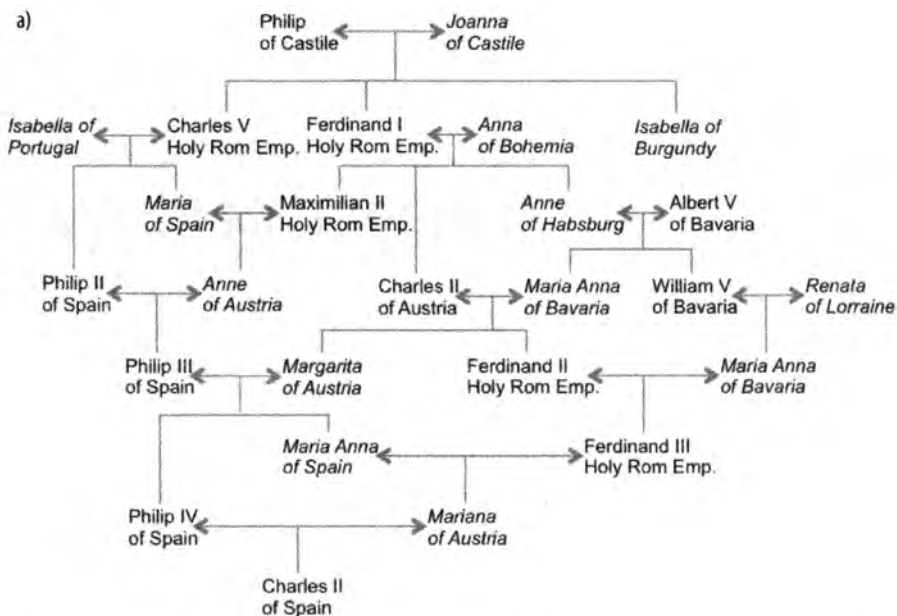 a)
Philip
of Castile
Joanna
of Castile
Isabella of
Portugal
Charles V
Holy Rom Emp.
Ferdinand I
Holy Rom Emp.
Anna
of Bohemia
Isabella of
Burgundy
Maria
of Spain
Maximilian II
Holy Rom Emp.
Anne
of Habsburg
Albert V
of Bavaria
Philip II
of Spain
Anne
of Austria
Charles II
of Austria
Maria Anna
of Bavaria
William V
of Bavaria
Renata
of Lorraine
Philip III
of Spain
Margarita
of Austria
Ferdinand II
Holy Rom Emp.
Maria Anna
of Bavaria
Maria Anna
of Spain
Ferdinand III
Holy Rom Emp.
Philip IV
of Spain
Mariana
of Austria
Charles II
of Spain